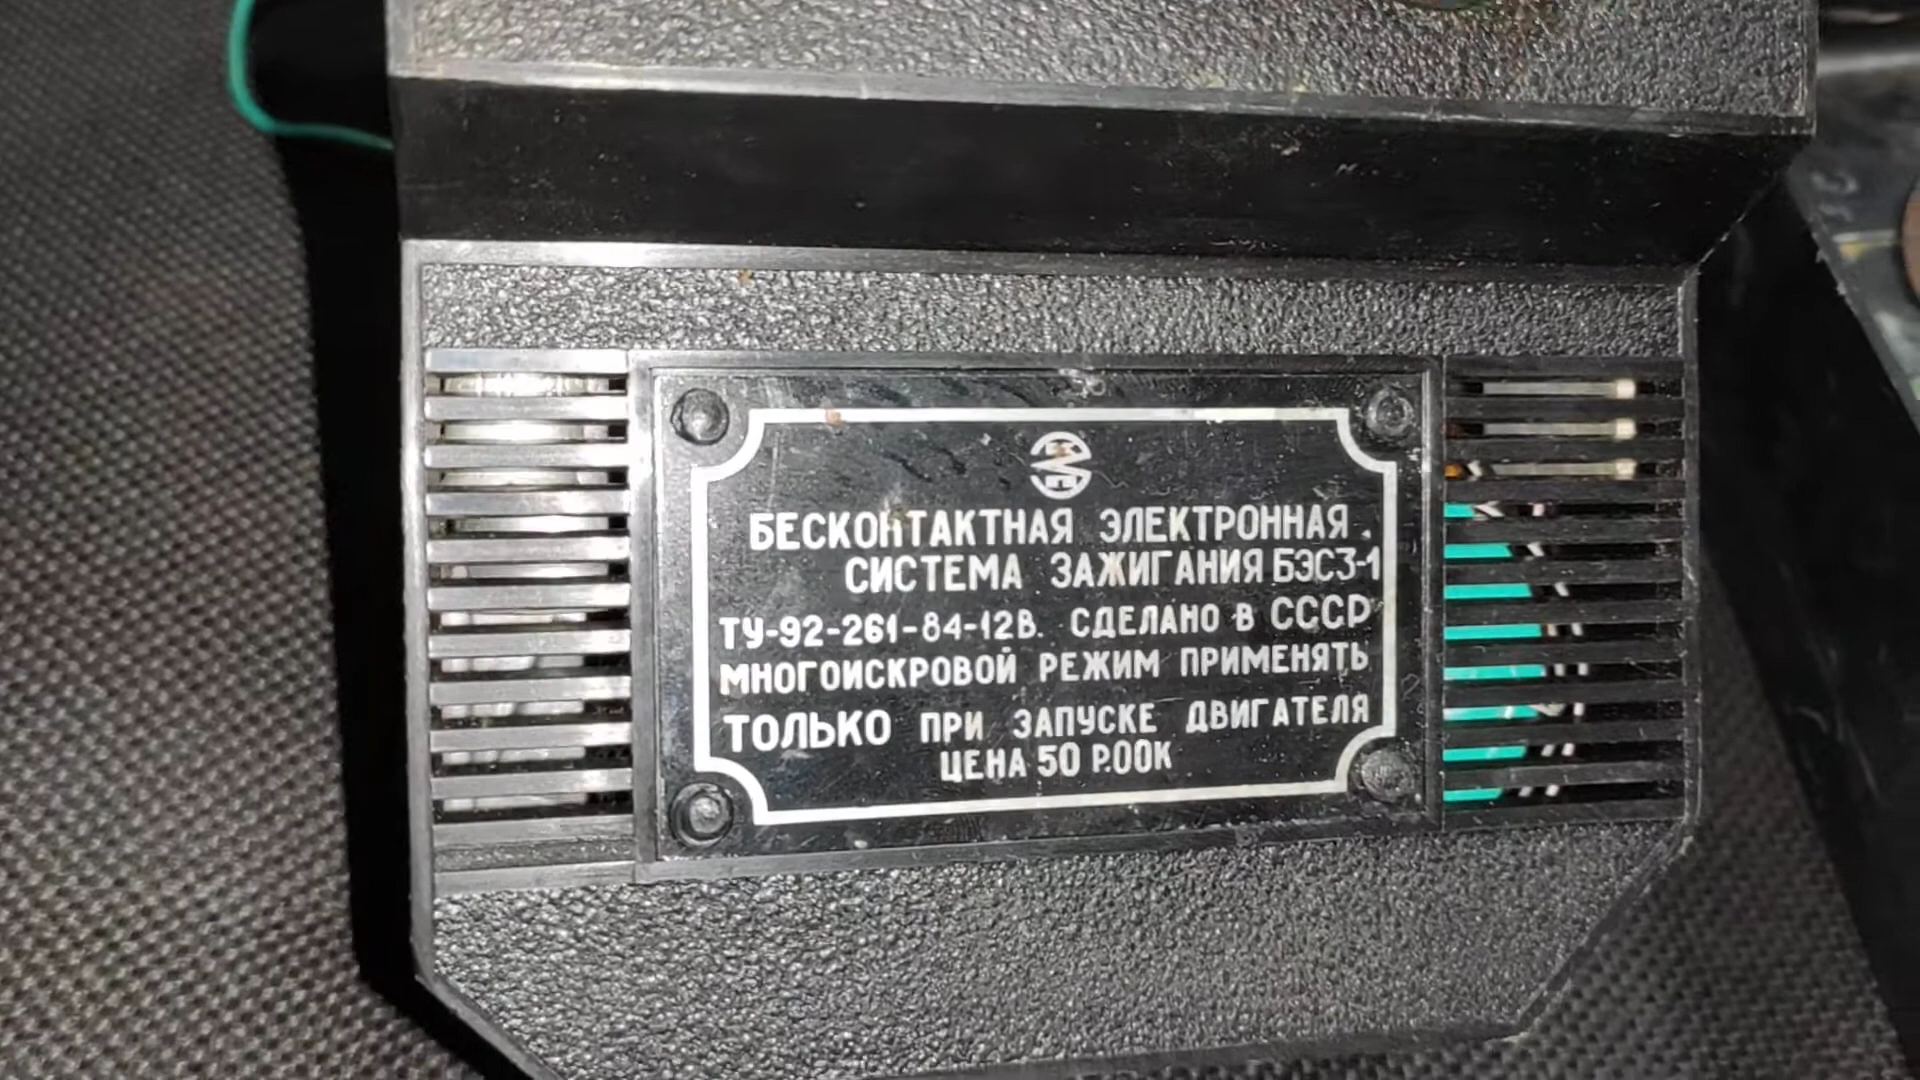 БЕСКОНТАКТНАЯ ЭЛЕКТРОННАЯ
СИСТЕМА ЗАЖИГАНИЯ БЭСЗ-1
ТУ-92-261-84-12В. СДЕЛАНО В СССР
МНОГОИСКРОВОЙ РЕЖИМ ПРИМЕНЯТЬ
ТОЛЬКО ПРИ ЗАПУСКЕ ДВИГАТЕЛЯ
ЦЕНА 50 Р.00К